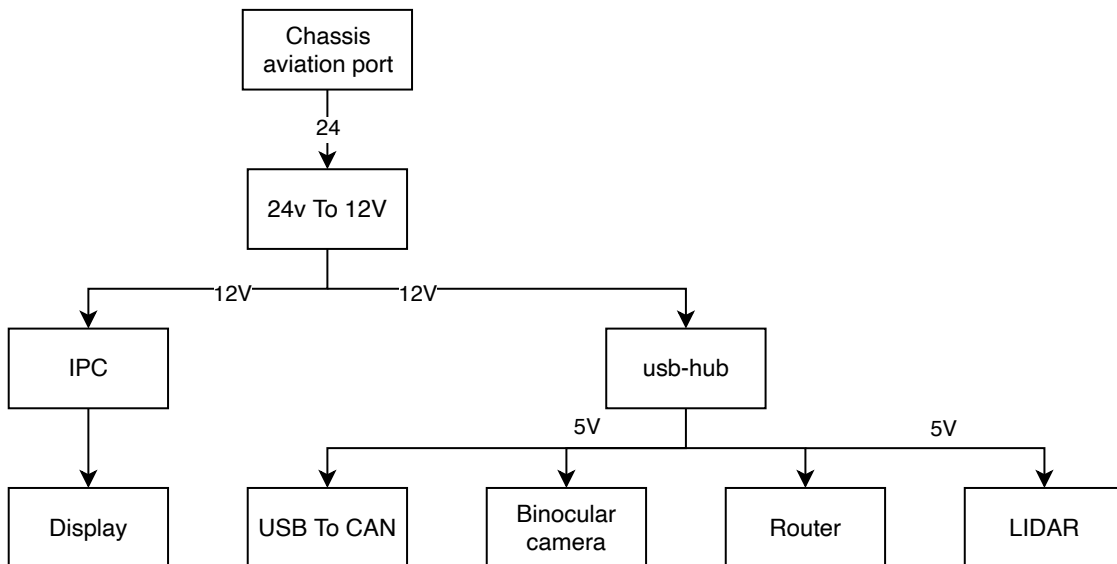 Chassis
aviation port
24
24v To 12V
12V
12V
IPC
usb-hub
5V
5V
Display
USB To CAN
Binocular
camera
Router
LIDAR